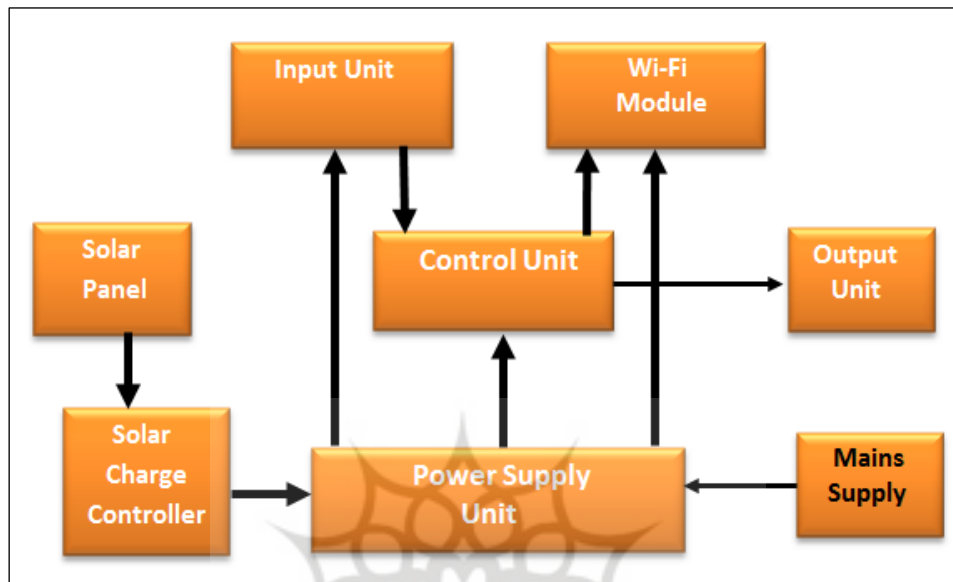 Input Unit
Wi-Fi
Module
Solar
Panel
Control Unit
Output
Unit
Solar
Charge
Controller
Power Supply
Unit
Mains
Supply